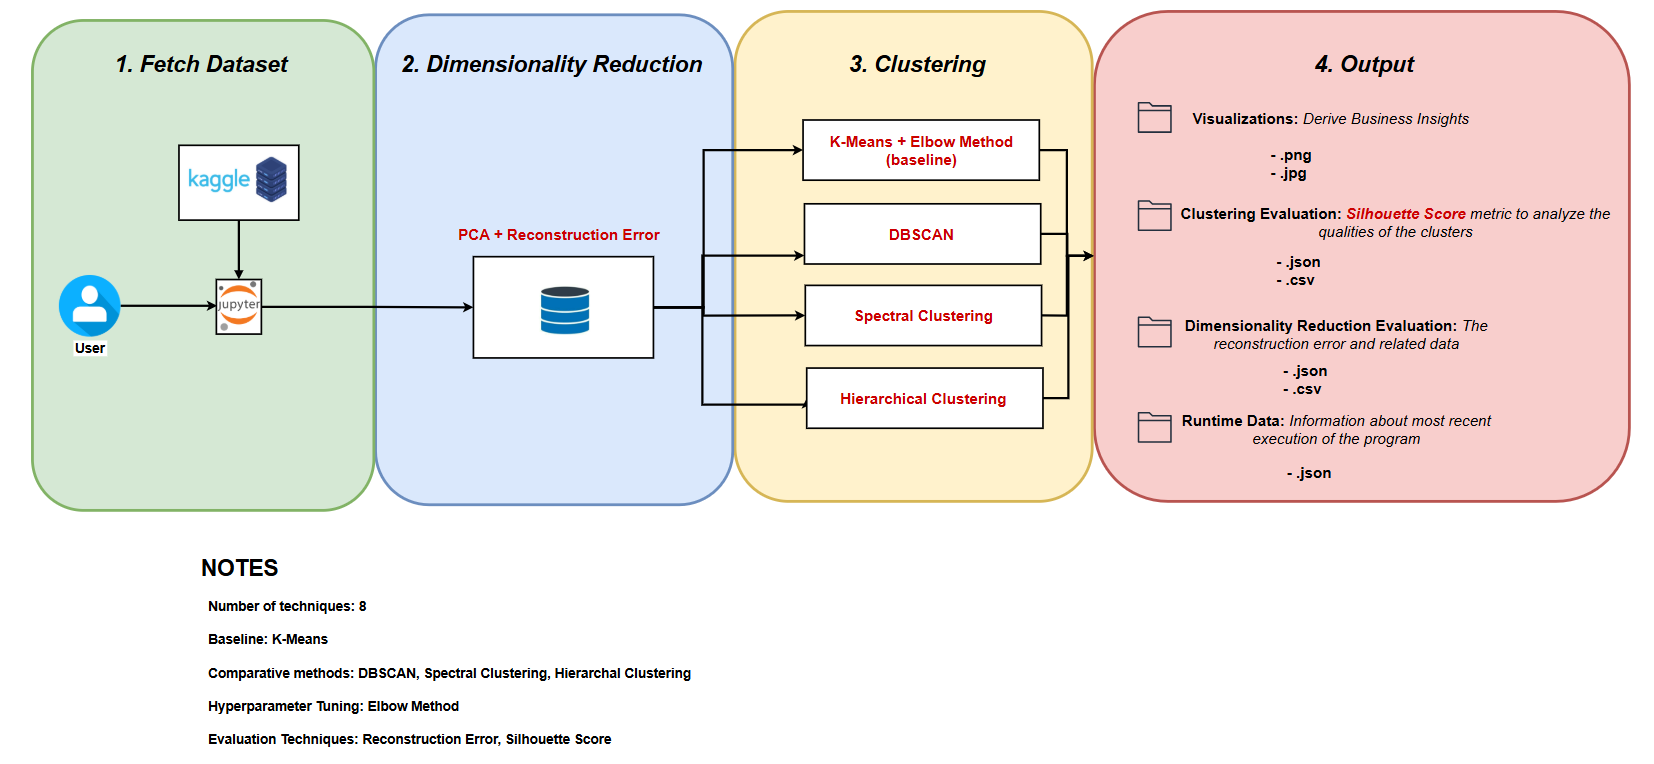 1. Fetch Dataset
kaggle
jupyter
User
2. Dimensionality Reduction
PCA + Reconstruction Error
3. Clustering
K-Means + Elbow Method
(baseline)
DBSCAN
Spectral Clustering
Hierarchical Clustering
4. Output
Visualizations: Derive Business Insights
- .png
- .jpg
Clustering Evaluation: Silhouette Score metric to analyze the
qualities of the clusters
- .json
- .csv
Dimensionality Reduction Evaluation: The
reconstruction error and related data
- .json
- .csv
Runtime Data: Information about most recent
execution of the program
- .json
NOTES
Number of techniques: 8
Baseline: K-Means
Comparative methods: DBSCAN, Spectral Clustering, Hierarchal Clustering
Hyperparameter Tuning: Elbow Method
Evaluation Techniques: Reconstruction Error, Silhouette Score